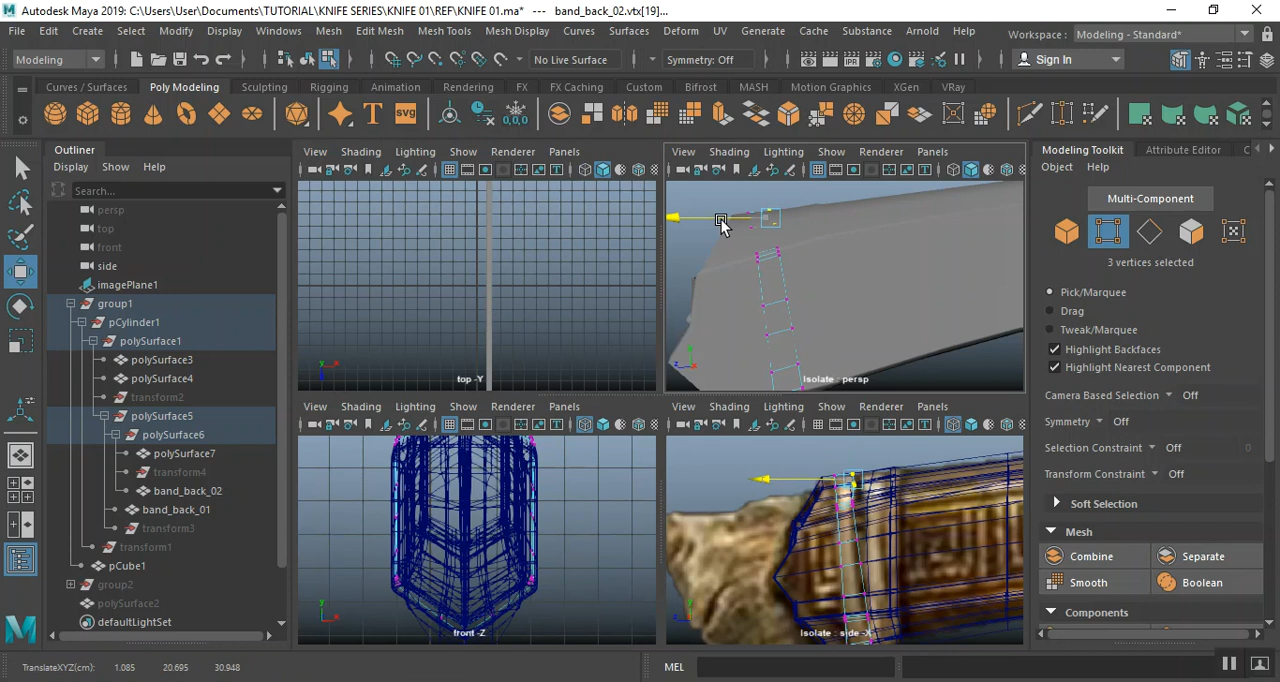 Autodesk Maya 2019: C:\Users\User\Documents\TUTORIAL\KNIFE SERIES\KNIFE 01\REF\KNIFE 01.ma* --- band_back_02.vtx[19]...
File Edit Create Select Modify Display Windows Mesh Edit Mesh Mesh Tools Mesh Display Curves Surfaces Deform UV Generate Cache Substance Arnold Help Workspace : Modeling - Standard*
Modeling No Live Surface Symmetry: Off Sign In
Curves / Surfaces Poly Modeling Sculpting Rigging Animation Rendering FX FX Caching Custom Bifrost MASH Motion Graphics XGen VRay
SVG 0,0,0
Outliner
Display Show Help
Search...
persp
top
front
side
imagePlane1
group1
pCylinder1
polySurface1
polySurface3
polySurface4
transform2
polySurface5
polySurface6
polySurface7
transform4
band_back_02
band_back_01
transform3
transform1
pCube1
group2
polySurface2
defaultLightSet
View Shading Lighting Show Renderer Panels
top -Y
View Shading Lighting Show Renderer Panels
Isolate : persp
View Shading Lighting Show Renderer Panels
front -Z
View Shading Lighting Show Renderer Panels
Isolate : side -X
Modeling Toolkit Attribute Editor C
Object Help
Multi-Component
3 vertices selected
Pick/Marquee
Drag
Tweak/Marquee
Highlight Backfaces
Highlight Nearest Component
Camera Based Selection Off
Symmetry Off
Selection Constraint Off 0
Transform Constraint Off
Soft Selection
Mesh
Combine Separate
Smooth Boolean
Components
TranslateXYZ(cm): 1.085 20.695 30.948 MEL